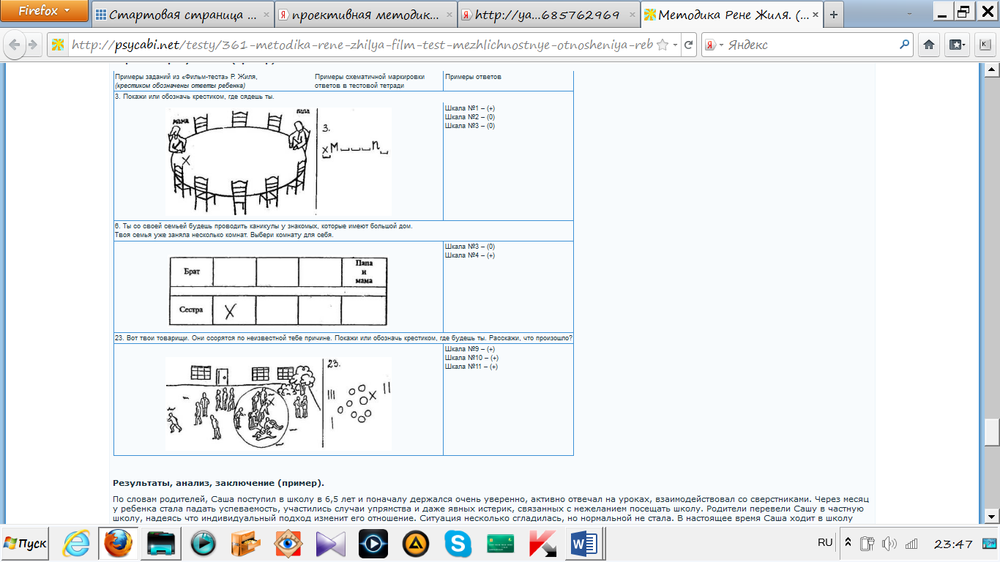 Firefox
Стартовая страница ...
проективная методик...
http://ya...685762969
Методика Рене Жиля. (...
http://psycabi.net/testy/361-metodika-rene-zhilya-film-test-mezhlichnostnye-otnosheniya-reb
Яндекс
Примеры заданий из «Фильм-теста» Р. Жиля,
(крестиком обозначены ответы ребенка)
Примеры схематичной маркировки
ответов в тестовой тетради
Примеры ответов
3. Покажи или обозначь крестиком, где сядешь ты.
мама
папа
X
3.
x М п
Шкала №1 – (+)
Шкала №2 – (0)
Шкала №3 – (0)
6. Ты со своей семьей будешь проводить каникулы у знакомых, которые имеют большой дом.
Твоя семья уже заняла несколько комнат. Выбери комнату для себя.
Брат
Папа
и
мама
Сестра
X
Шкала №3 – (0)
Шкала №4 – (+)
23. Вот твои товарищи. Они ссорятся по неизвестной тебе причине. Покажи или обозначь крестиком, где будешь ты. Расскажи, что произошло?
X
23.
III
X
II
I
Шкала №9 – (+)
Шкала №10 – (+)
Шкала №11 – (+)
Результаты, анализ, заключение (пример).
По словам родителей, Саша поступил в школу в 6,5 лет и поначалу держался очень уверенно, активно отвечал на уроках, взаимодействовал со сверстниками. Через месяц
у ребенка стала падать успеваемость, участились случаи упрямства и даже явных истерик, связанных с нежеланием посещать школу. Родители перевели Сашу в частную
школу, надеясь что индивидуальный подход изменит его отношение. Ситуация несколько сгладилась, но нормальной не стала. В настоящее время Саша ходит в школу
Пуск
RU
23:47